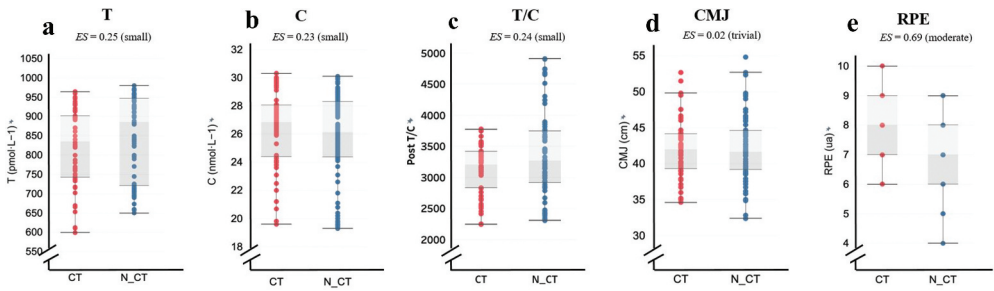 a T
ES = 0.25 (small)
T (pmol·L−1) *
1050
1000
950
900
850
800
750
700
650
600
550
CT N_CT
b C
ES = 0.23 (small)
C (nmol·L−1) *
32
30
28
26
24
22
20
18
CT N_CT
c T/C
ES = 0.24 (small)
Post T/C *
5000
4500
4000
3500
3000
2500
2000
CT N_CT
d CMJ
ES = 0.02 (trivial)
CMJ (cm) *
55
50
45
40
35
30
CT N_CT
e RPE
ES = 0.69 (moderate)
RPE (ua) *
10
9
8
7
6
5
4
CT N_CT